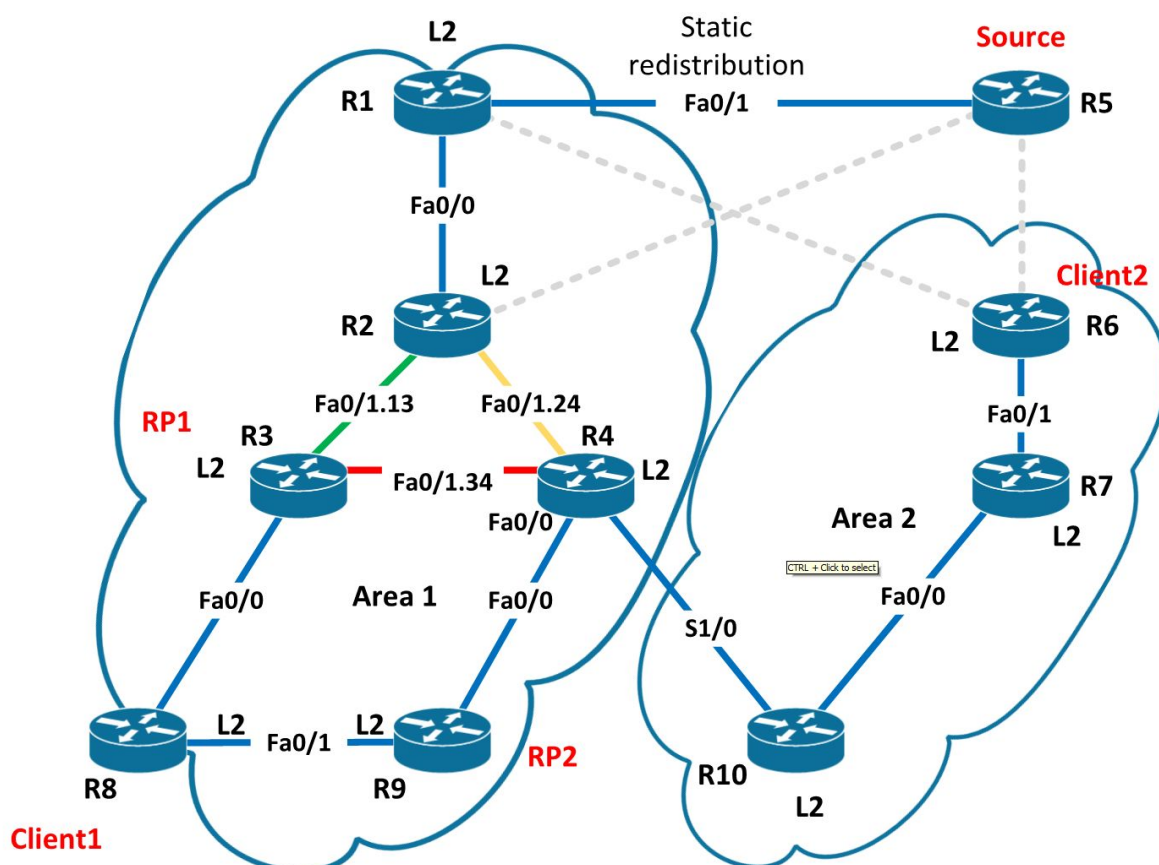 L2
Static
redistribution
Source
R1
Fa0/1
R5
Fa0/0
L2
Client2
R2
L2
R6
Fa0/1.13
Fa0/1.24
Fa0/1
RP1
R3
R4
L2
Fa0/1.34
L2
R7
Fa0/0
Area 2
L2
CTRL + Click to select
Fa0/0
Area 1
Fa0/0
Fa0/0
S1/0
L2
Fa0/1
L2
RP2
R10
R8
R9
L2
Client1